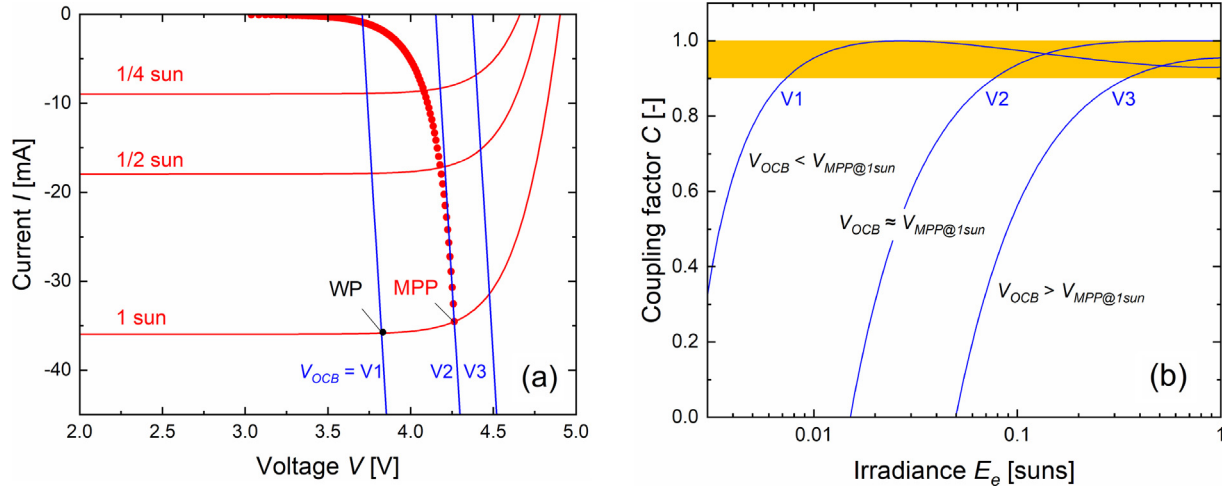 0
-10
-20
-30
-40
2.0 2.5 3.0 3.5 4.0 4.5 5.0
Current I [mA]
Voltage V [V]
1/4 sun
1/2 sun
1 sun
WP
MPP
V_OCB = V1
V2
V3
(a)
1.0
0.8
0.6
0.4
0.2
0.0
0.01 0.1 1
Coupling factor C [-]
Irradiance E_e [suns]
V1
V2
V3
V_OCB < V_MPP@1sun
V_OCB ≈ V_MPP@1sun
V_OCB > V_MPP@1sun
(b)